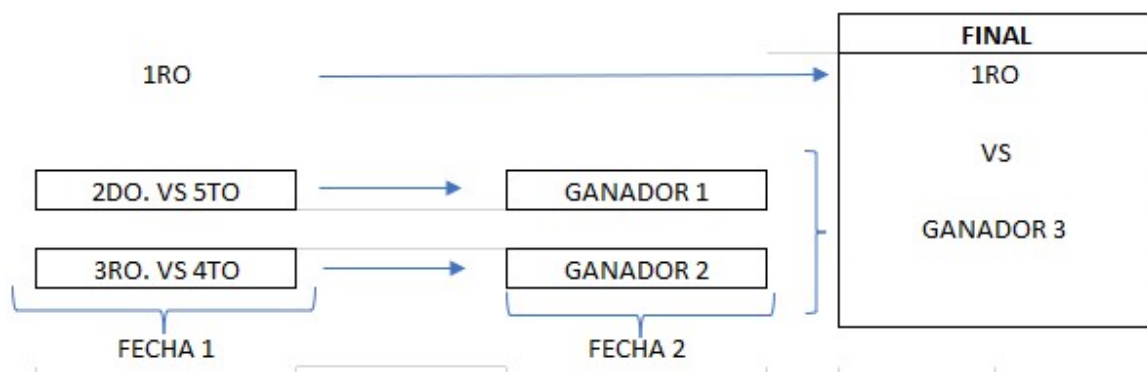 FINAL
1RO
1RO
VS
2DO. VS 5TO
GANADOR 1
GANADOR 3
3RO. VS 4TO
GANADOR 2
FECHA 1
FECHA 2